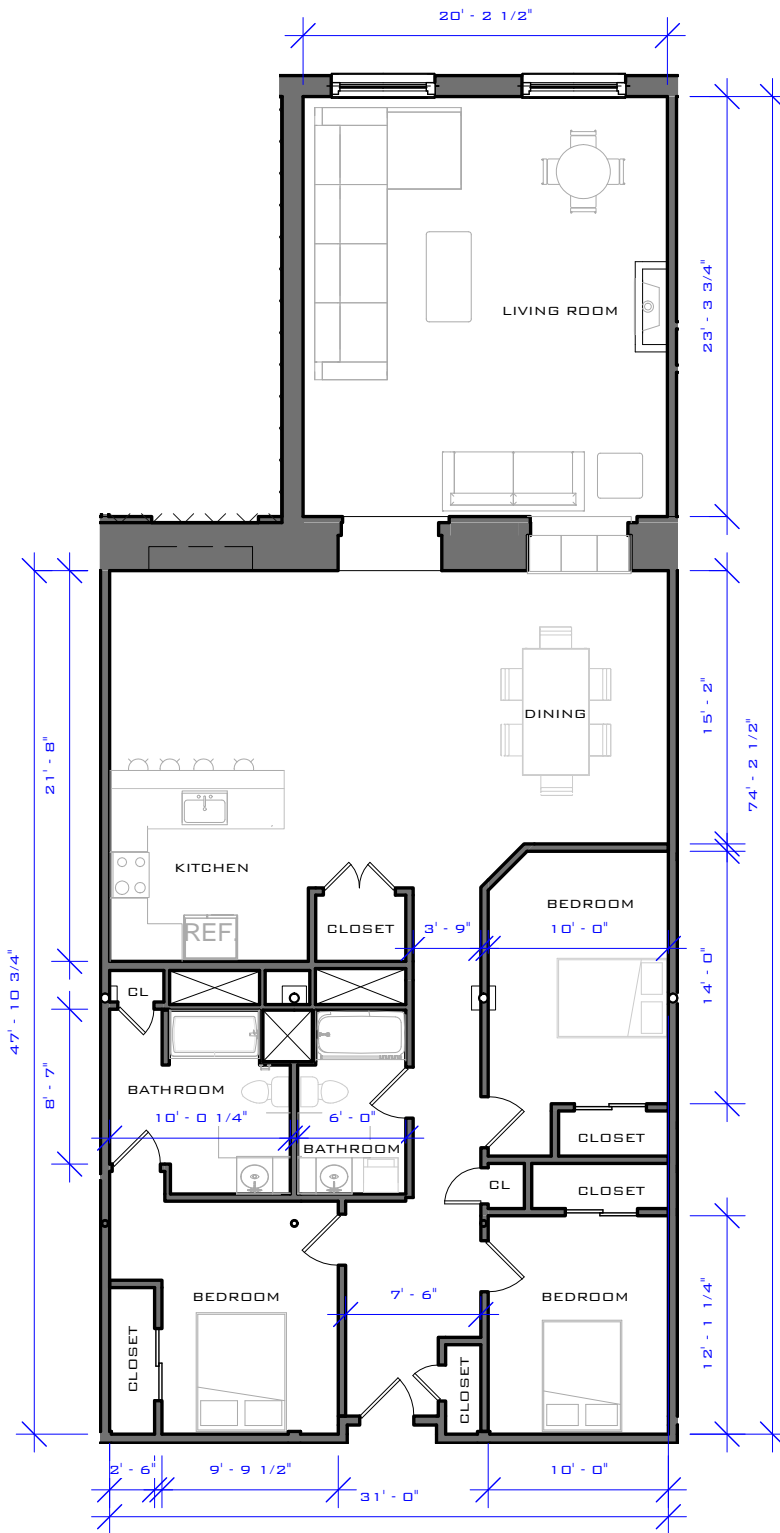 20' - 2 1/2"
LIVING ROOM
23' - 3 3/4"
DINING
15' - 2"
74' - 2 1/2"
21' - 8"
KITCHEN
REF.
CLOSET
3' - 9"
BEDROOM
10' - 0"
14' - 0"
47' - 10 3/4"
CL
8' - 7"
BATHROOM
10' - 0 1/4"
6' - 0"
BATHROOM
CLOSET
CL
CLOSET
BEDROOM
7' - 6"
BEDROOM
12' - 1 1/4"
CLOSET
CLOSET
2' - 6"
9' - 9 1/2"
10' - 0"
31' - 0"